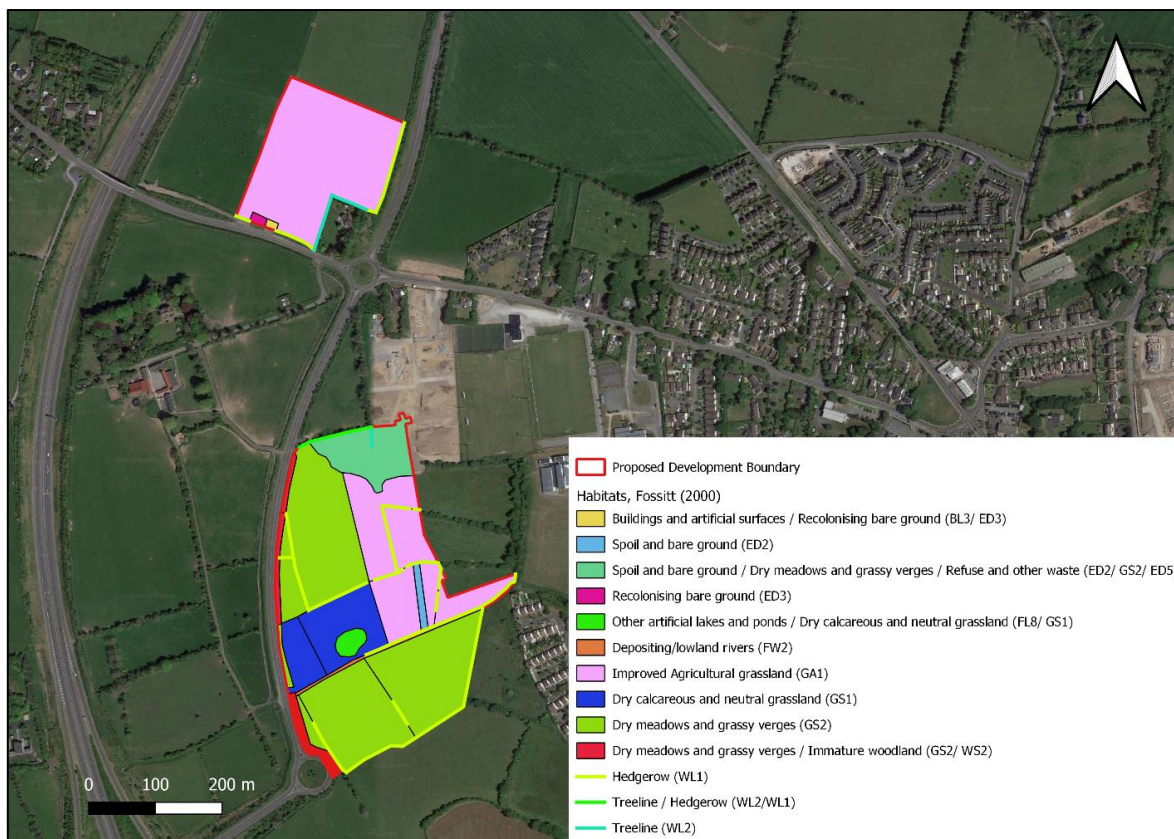 Proposed Development Boundary
Habitats, Fossitt (2000)
Buildings and artificial surfaces / Recolonising bare ground (BL3/ ED3)
Spoil and bare ground (ED2)
Spoil and bare ground / Dry meadows and grassy verges / Refuse and other waste (ED2/ GS2/ ED5
Recolonising bare ground (ED3)
Other artificial lakes and ponds / Dry calcareous and neutral grassland (FL8/ GS1)
Depositing/lowland rivers (FW2)
Improved Agricultural grassland (GA1)
Dry calcareous and neutral grassland (GS1)
Dry meadows and grassy verges (GS2)
Dry meadows and grassy verges / Immature woodland (GS2/ WS2)
Hedgerow (WL1)
Treeline / Hedgerow (WL2/WL1)
Treeline (WL2)
0 100 200 m